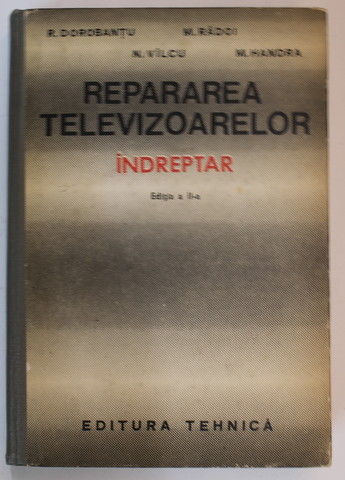 R. DOROBANȚU M. RĂDOI
N. VÎLCU M. HANDRA
REPARAREA
TELEVIZOARELOR
ÎNDREPTAR
Ediția a II-a
EDITURA TEHNICĂ